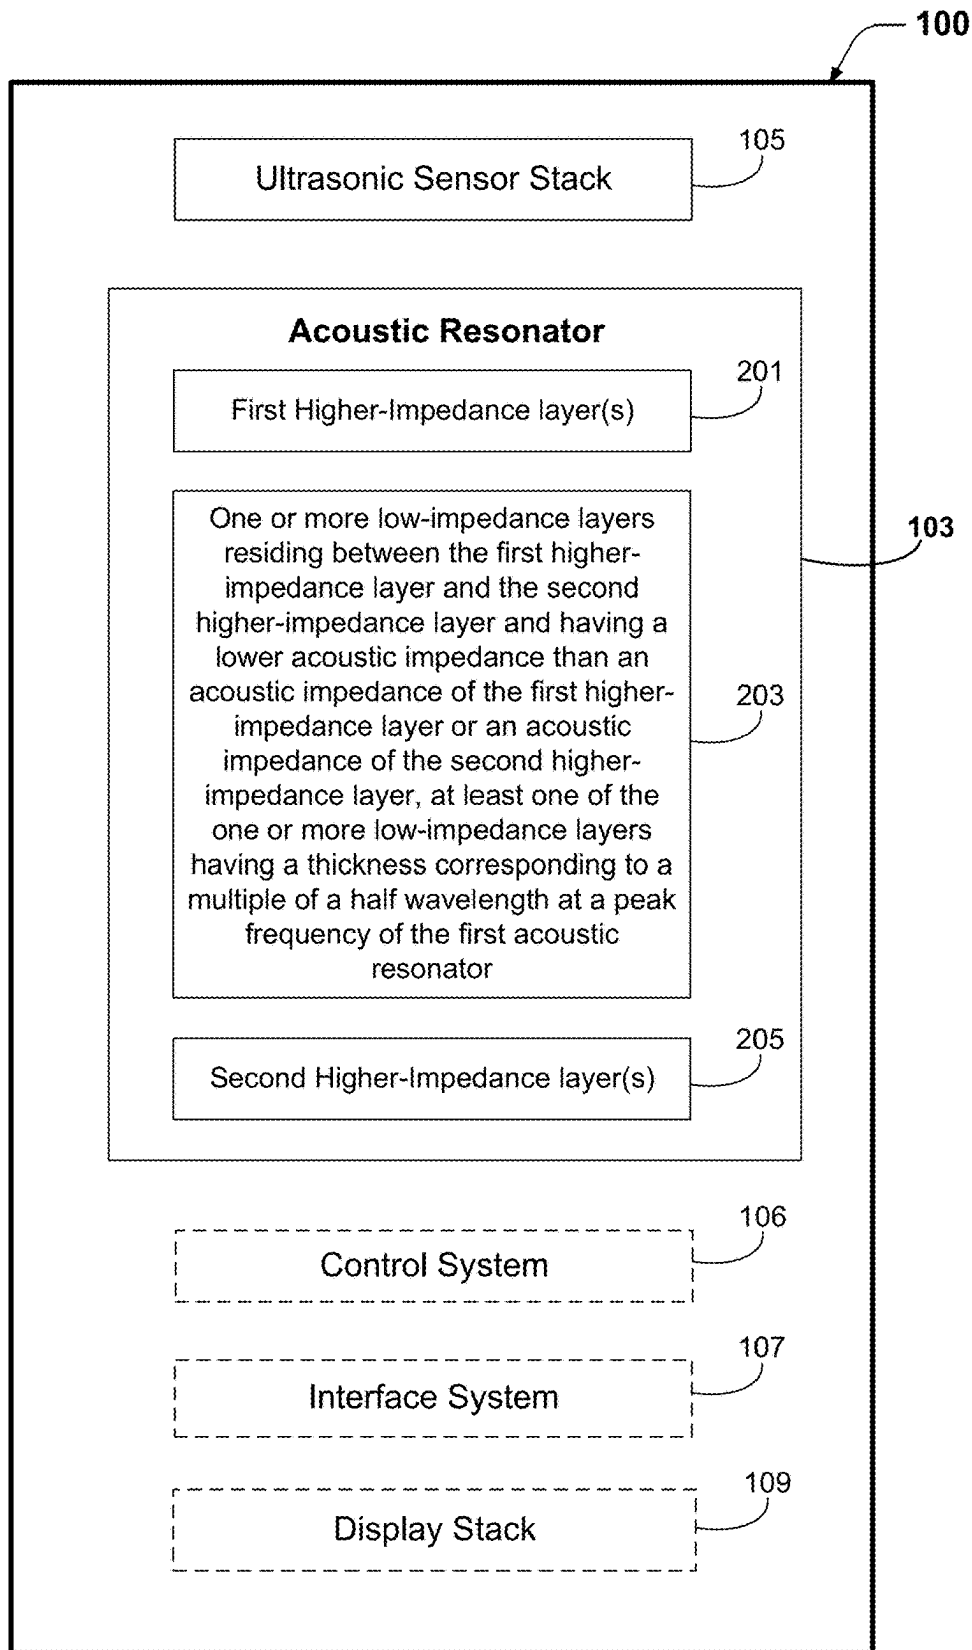 100
105
Ultrasonic Sensor Stack
Acoustic Resonator
201
First Higher-Impedance layer(s)
One or more low-impedance layers
residing between the first higher-
impedance layer and the second
higher-impedance layer and having a
lower acoustic impedance than an
acoustic impedance of the first higher-
impedance layer or an acoustic
impedance of the second higher-
impedance layer, at least one of the
one or more low-impedance layers
having a thickness corresponding to a
multiple of a half wavelength at a peak
frequency of the first acoustic
resonator
103
203
205
Second Higher-Impedance layer(s)
106
Control System
107
Interface System
109
Display Stack